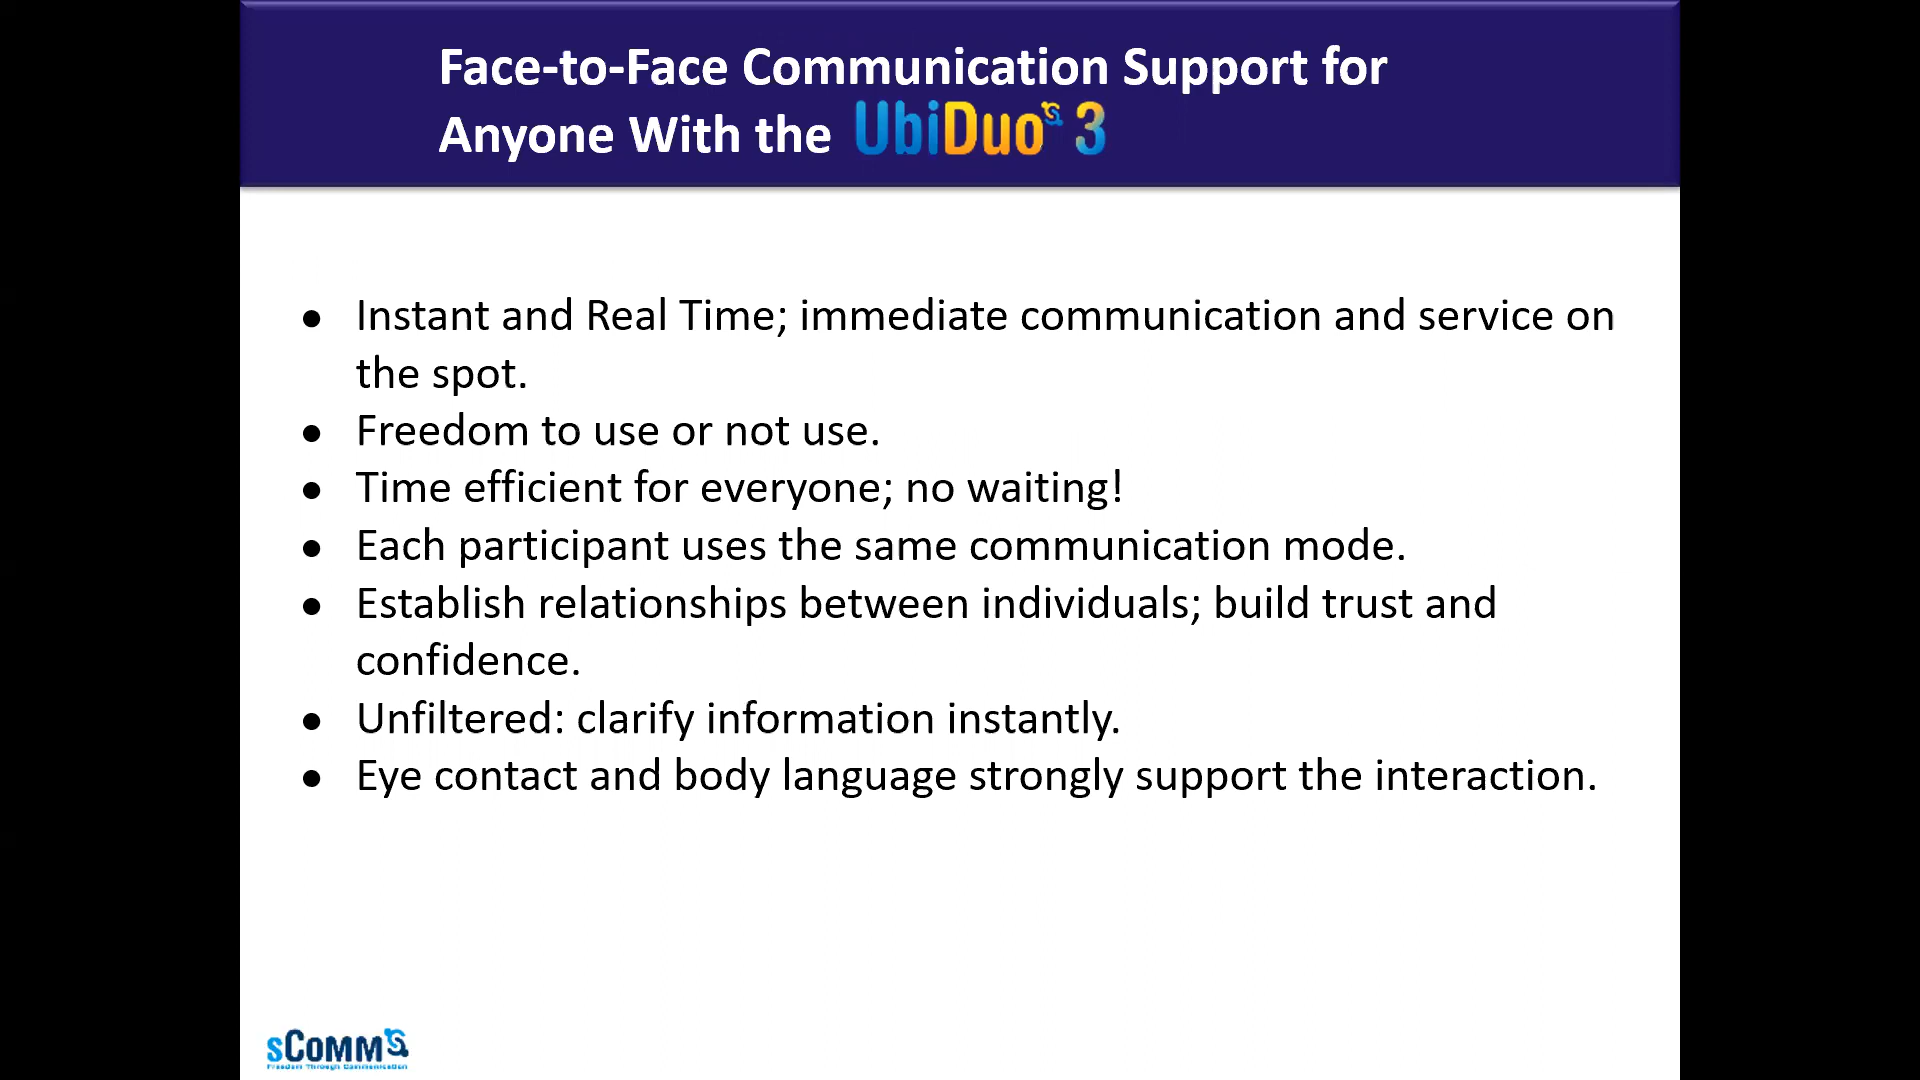 Face-to-Face Communication Support for
Anyone With the UbiDuo 3
● Instant and Real Time; immediate communication and service on
the spot.
● Freedom to use or not use.
● Time efficient for everyone; no waiting!
● Each participant uses the same communication mode.
● Establish relationships between individuals; build trust and
confidence.
● Unfiltered: clarify information instantly.
● Eye contact and body language strongly support the interaction.
sComm
Freedom Through Communication